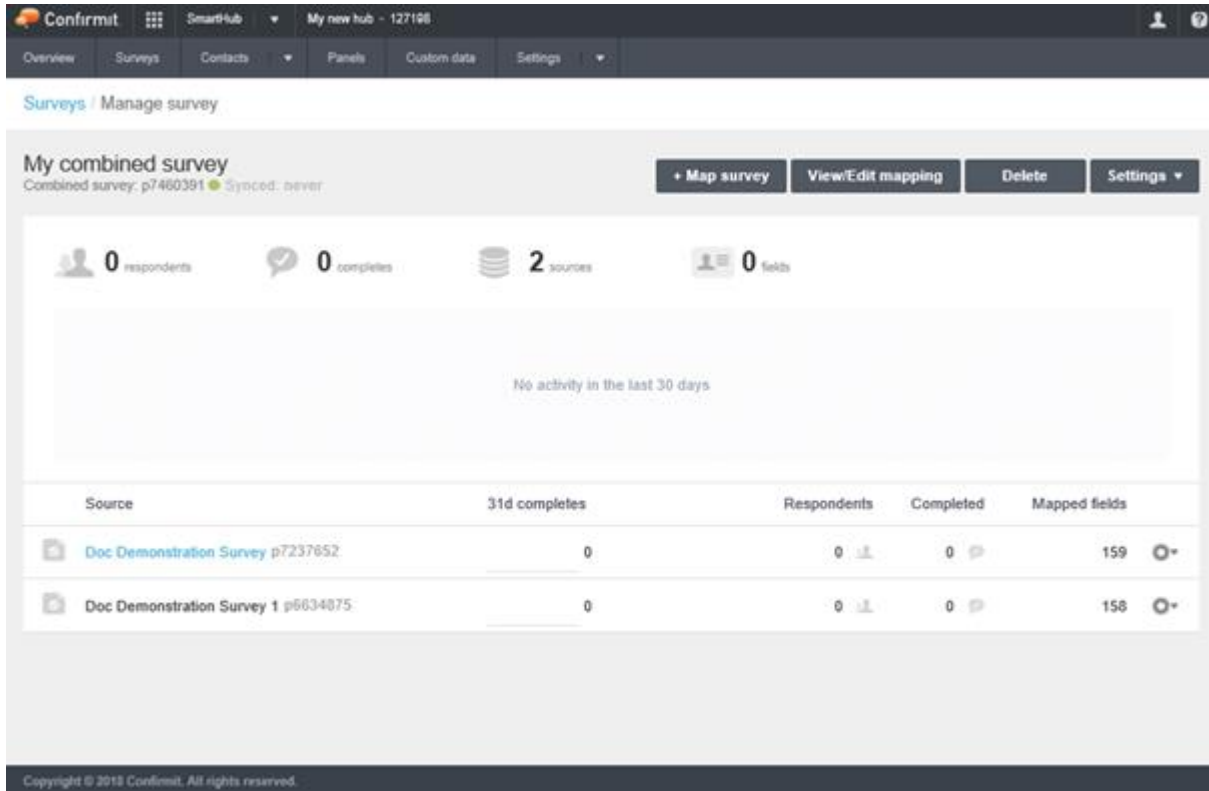 Confirmit SmartHub My new hub - 127198
Overview Surveys Contacts Panels Custom data Settings
Surveys / Manage survey
My combined survey
Combined survey: p7460391 Synced: never
+ Map survey View/Edit mapping Delete Settings
0 respondents 0 completes 2 sources 0 fields
No activity in the last 30 days
Source 31d completes Respondents Completed Mapped fields
Doc Demonstration Survey p7237652 0 0 0 159
Doc Demonstration Survey 1 p6634875 0 0 0 158
Copyright © 2018 Confirmit. All rights reserved.